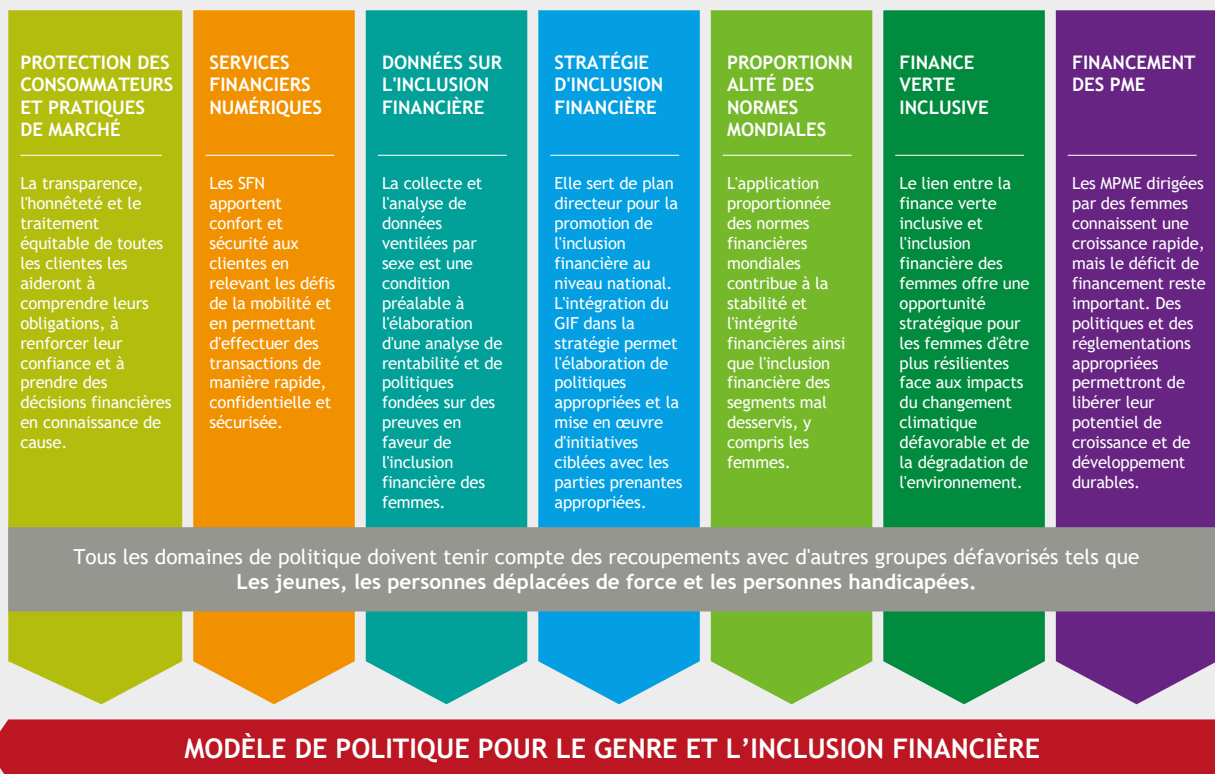 PROTECTION DES
CONSOMMATEURS
ET PRATIQUES
DE MARCHÉ
La transparence,
l'honnêteté et le
traitement
équitable de toutes
les clientes les
aideront à
comprendre leurs
obligations, à
renforcer leur
confiance et à
prendre des
décisions financières
en connaissance de
cause.
SERVICES
FINANCIERS
NUMÉRIQUES
Les SFN
apportent
confort et
sécurité aux
clientes en
relevant les défis
de la mobilité et
en permettant
d'effectuer des
transactions de
manière rapide,
confidentielle et
sécurisée.
DONNÉES SUR
L'INCLUSION
FINANCIÈRE
La collecte et
l'analyse de
données
ventilées par
sexe est une
condition
préalable à
l'élaboration
d'une analyse de
rentabilité et de
politiques
fondées sur des
preuves en
faveur de
l'inclusion
financière des
femmes.
STRATÉGIE
D'INCLUSION
FINANCIÈRE
Elle sert de plan
directeur pour la
promotion de
l'inclusion
financière au
niveau national.
L'intégration du
GIF dans la
stratégie permet
l'élaboration de
politiques
appropriées et la
mise en œuvre
d'initiatives
ciblées avec les
parties prenantes
appropriées.
PROPORTIONN
ALITÉ DES
NORMES
MONDIALES
L'application
proportionnée
des normes
financières
mondiales
contribue à la
stabilité et
l'intégrité
financières ainsi
que l'inclusion
financière des
segments mal
desservis, y
compris les
femmes.
FINANCE
VERTE
INCLUSIVE
Le lien entre la
finance verte
inclusive et
l'inclusion
financière des
femmes offre une
opportunité
stratégique pour
les femmes d'être
plus résilientes
face aux impacts
du changement
climatique
défavorable et de
la dégradation de
l'environnement.
FINANCEMENT
DES PME
Les MPME dirigées
par des femmes
connaissent une
croissance rapide,
mais le déficit de
financement reste
important. Des
politiques et des
réglementations
appropriées
permettront de
libérer leur
potentiel de
croissance et de
développement
durables.
Tous les domaines de politique doivent tenir compte des recoupements avec d'autres groupes défavorisés tels que
Les jeunes, les personnes déplacées de force et les personnes handicapées.
MODÈLE DE POLITIQUE POUR LE GENRE ET L’INCLUSION FINANCIÈRE